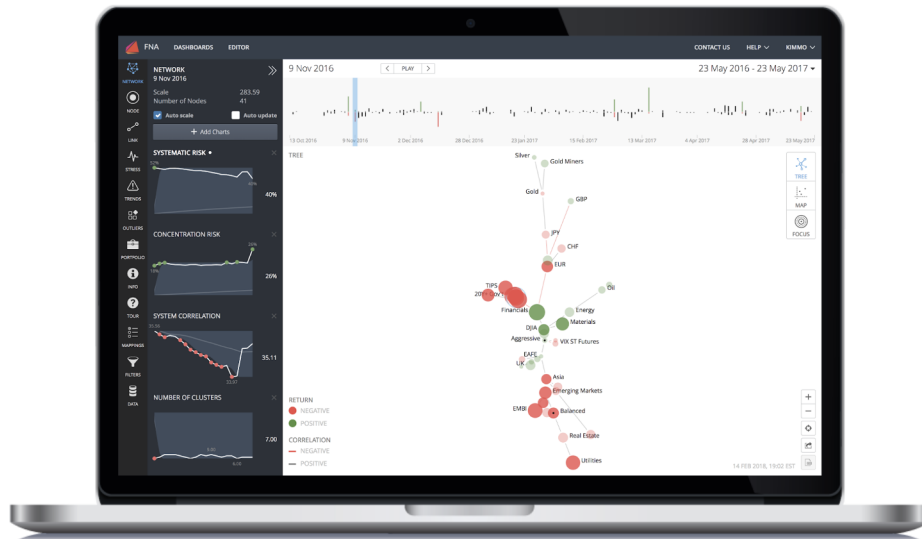 FNA DASHBOARDS EDITOR CONTACT US HELP KIMMO
NETWORK
NODE
LINK
STRESS
TRENDS
OUTLIERS
PORTFOLIO
INFO
TOUR
MAPPINGS
FILTERS
DATA
NETWORK
9 Nov 2016
Scale 283.59
Number of Nodes 41
Auto scale Auto update
+ Add Charts
SYSTEMATIC RISK
40%
40%
CONCENTRATION RISK
26%
SYSTEM CORRELATION
35.11
NUMBER OF CLUSTERS
7.00
9.00
6.00
9 Nov 2016 PLAY 23 May 2016 - 23 May 2017
13 Oct 2016 9 Nov 2016 2 Dec 2016 28 Dec 2016 23 Jan 2017 15 Feb 2017 13 Mar 2017 4 Apr 2017 28 Apr 2017 23 May 2017
TREE
Silver
Gold Miners
Gold
GBP
JPY
CHF
EUR
TIPS
Oil
Financials
Energy
Materials
DJIA
Aggressive
VIX ST Futures
EAFE
UK
Asia
Emerging Markets
EMBI
Balanced
Real Estate
Utilities
TREE
MAP
FOCUS
RETURN
NEGATIVE
POSITIVE
CORRELATION
NEGATIVE
POSITIVE
14 FEB 2018, 19:02 EST